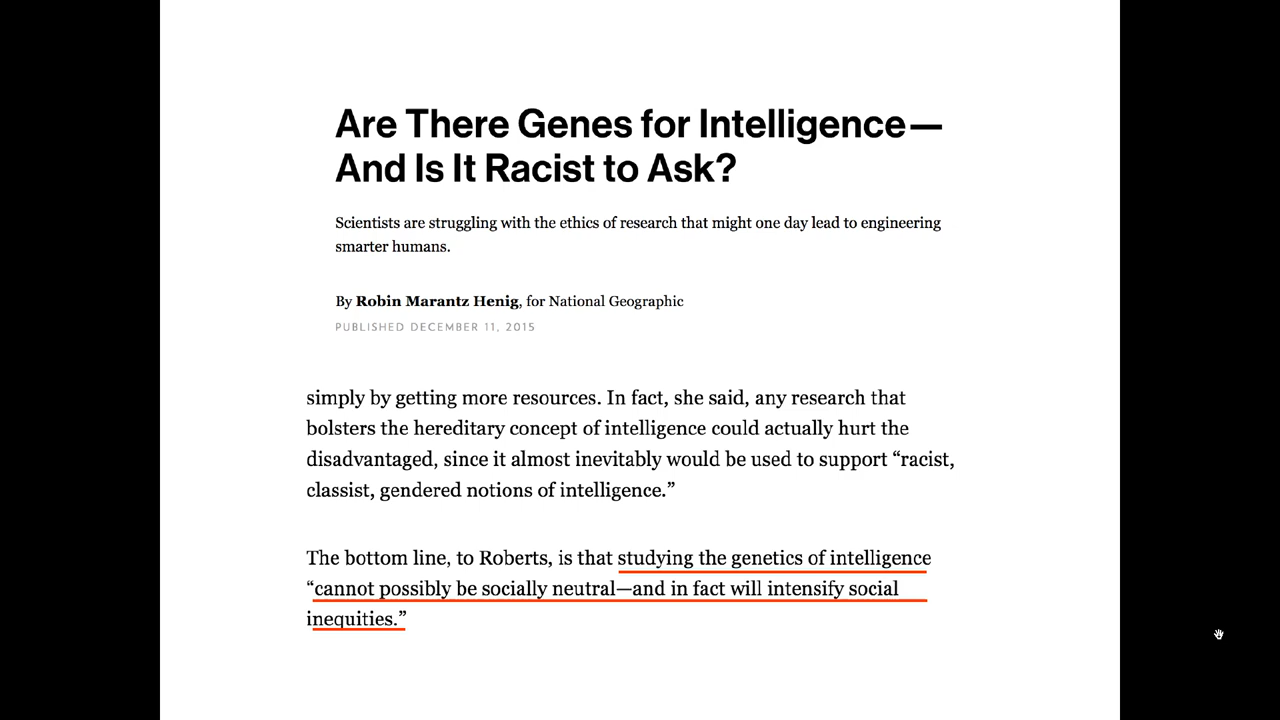 Are There Genes for Intelligence—
And Is It Racist to Ask?
Scientists are struggling with the ethics of research that might one day lead to engineering
smarter humans.
By Robin Marantz Henig, for National Geographic
PUBLISHED DECEMBER 11, 2015
simply by getting more resources. In fact, she said, any research that
bolsters the hereditary concept of intelligence could actually hurt the
disadvantaged, since it almost inevitably would be used to support “racist,
classist, gendered notions of intelligence.”
The bottom line, to Roberts, is that studying the genetics of intelligence
“cannot possibly be socially neutral—and in fact will intensify social
inequities.”